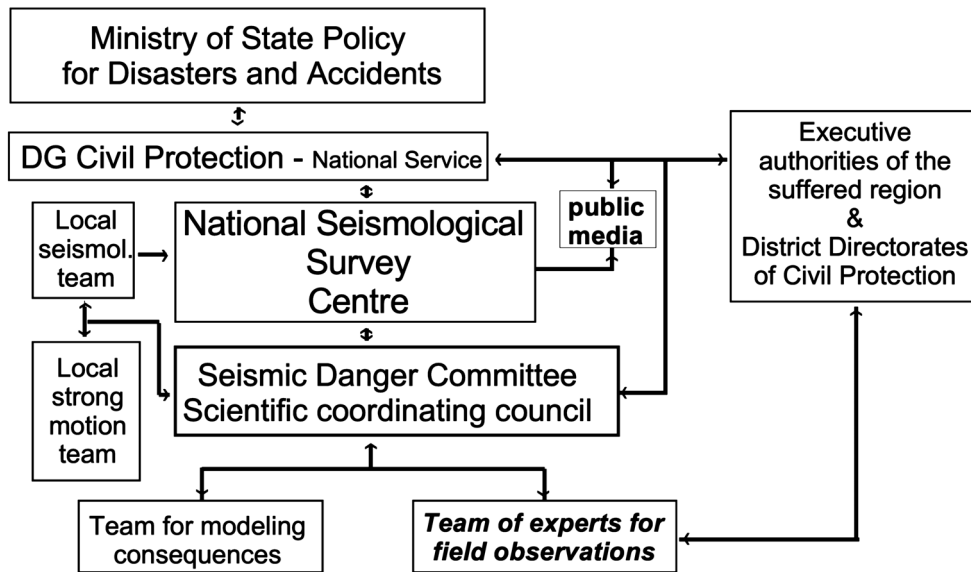 Ministry of State Policy
for Disasters and Accidents
DG Civil Protection - National Service
Executive
authorities of the
suffered region
&
District Directorates
of Civil Protection
public
media
Local
seismol.
team
National Seismological
Survey
Centre
Local
strong
motion
team
Seismic Danger Committee
Scientific coordinating council
Team for modeling
consequences
Team of experts for
field observations